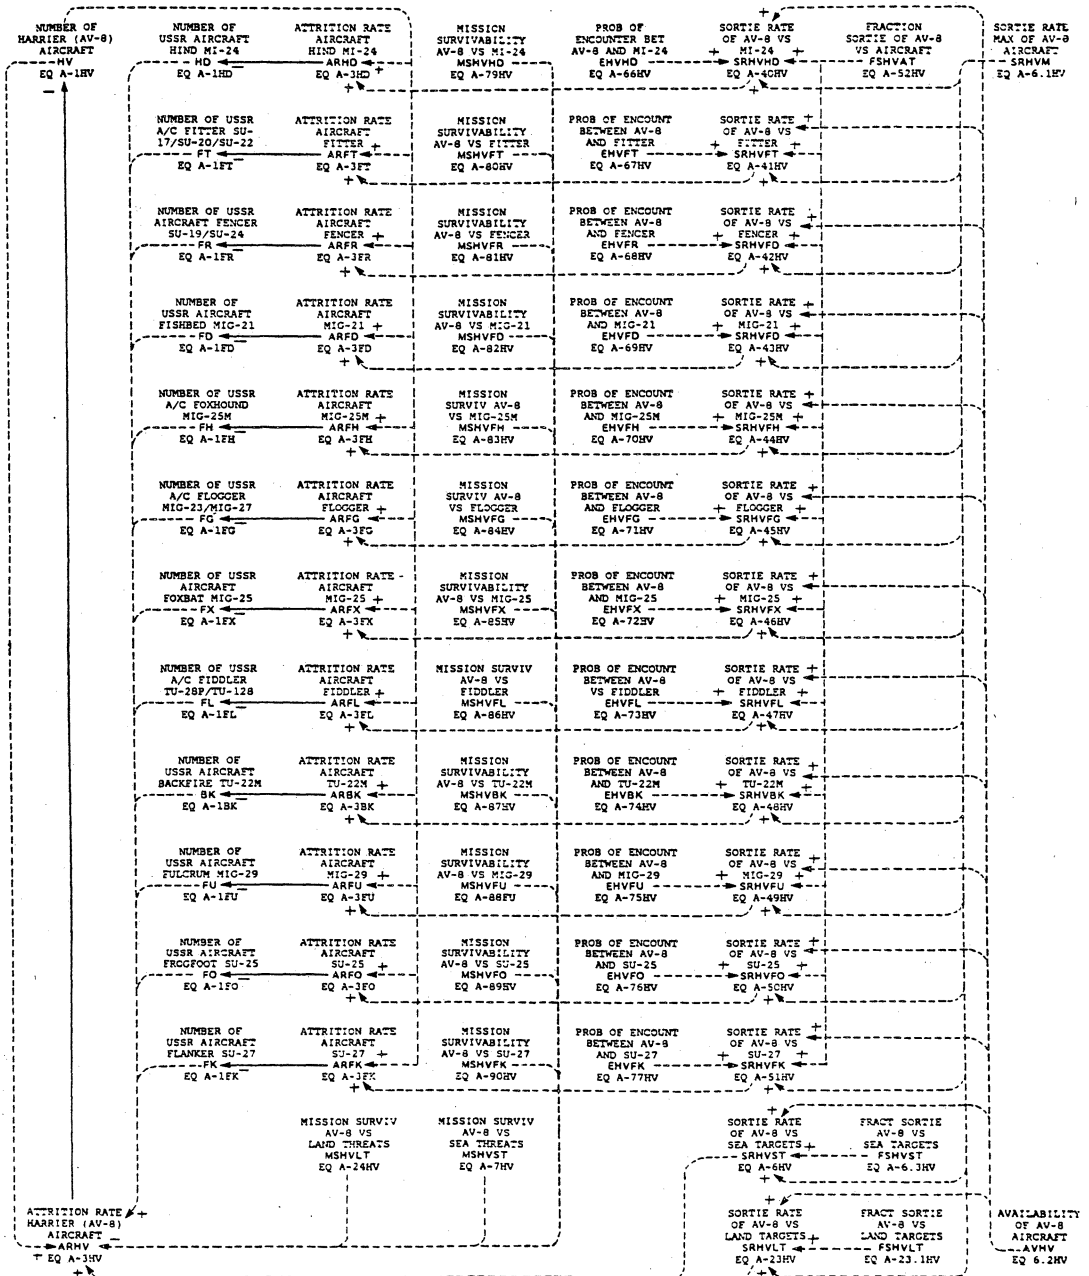 NUMBER OF
HARRIER (AV-8)
AIRCRAFT
HV
EQ A-1HV
NUMBER OF
USSR AIRCRAFT
HIND MI-24
HD
EQ A-1HD
ATTRITION RATE
AIRCRAFT
HIND MI-24
ARHD
EQ A-3HD
MISSION
SURVIVABILITY
AV-8 VS MI-24
MSHVHD
EQ A-79HV
PROB OF
ENCOUNTER BET
AV-8 AND MI-24
EHVHD
EQ A-66HV
SORTIE RATE
OF AV-8 VS
MI-24
SRHVHD
EQ A-40HV
FRACTION
SORTIE OF AV-8
VS AIRCRAFT
FSHVAT
EQ A-52HV
SORTIE RATE
MAX OF AV-8
AIRCRAFT
SRHVM
EQ A-6.1HV
NUMBER OF USSR
A/C FITTER SU-
17/SU-20/SU-22
FT
EQ A-1FT
ATTRITION RATE
AIRCRAFT
FITTER
ARFT
EQ A-3FT
MISSION
SURVIVABILITY
AV-8 VS FITTER
MSHVFT
EQ A-80HV
PROB OF ENCOUNT
BETWEEN AV-8
AND FITTER
EHVFT
EQ A-67HV
SORTIE RATE
OF AV-8 VS
FITTER
SRHVFT
EQ A-41HV
NUMBER OF USSR
AIRCRAFT FENCER
SU-19/SU-24
FR
EQ A-1FR
ATTRITION RATE
AIRCRAFT
FENCER
ARFR
EQ A-3FR
MISSION
SURVIVABILITY
AV-8 VS FENCER
MSHVFR
EQ A-81HV
PROB OF ENCOUNT
BETWEEN AV-8
AND FENCER
EHVFR
EQ A-68HV
SORTIE RATE
OF AV-8 VS
FENCER
SRHVFD
EQ A-42HV
NUMBER OF
USSR AIRCRAFT
FISHBED MIG-21
FD
EQ A-1FD
ATTRITION RATE
AIRCRAFT
MIG-21
ARFD
EQ A-3FD
MISSION
SURVIVABILITY
AV-8 VS MIG-21
MSHVFD
EQ A-82HV
PROB OF ENCOUNT
BETWEEN AV-8
AND MIG-21
EHVFD
EQ A-69HV
SORTIE RATE
OF AV-8 VS
MIG-21
SRHVFD
EQ A-43HV
NUMBER OF USSR
A/C FOXHOUND
MIG-25M
FH
EQ A-1FH
ATTRITION RATE
AIRCRAFT
MIG-25M
ARFH
EQ A-3FH
MISSION
SURVIV AV-8
VS MIG-25M
MSHVFH
EQ A-83HV
PROB OF ENCOUNT
BETWEEN AV-8
AND MIG-25M
EHVFH
EQ A-70HV
SORTIE RATE
OF AV-8 VS
MIG-25M
SRHVFH
EQ A-44HV
NUMBER OF USSR
A/C FLOGGER
MIG-23/MIG-27
FG
EQ A-1FG
ATTRITION RATE
AIRCRAFT
FLOGGER
ARFG
EQ A-3FG
MISSION
SURVIV AV-8
VS FLOGGER
MSHVFG
EQ A-84HV
PROB OF ENCOUNT
BETWEEN AV-8
AND FLOGGER
EHVFG
EQ A-71HV
SORTIE RATE
OF AV-8 VS
FLOGGER
SRHVFG
EQ A-45HV
NUMBER OF USSR
AIRCRAFT
FOXBAT MIG-25
FX
EQ A-1FX
ATTRITION RATE
AIRCRAFT
MIG-25
ARFX
EQ A-3FX
MISSION
SURVIVABILITY
AV-8 VS MIG-25
MSHVFX
EQ A-85HV
PROB OF ENCOUNT
BETWEEN AV-8
AND MIG-25
EHVFX
EQ A-72HV
SORTIE RATE
OF AV-8 VS
MIG-25
SRHVFX
EQ A-46HV
NUMBER OF USSR
A/C FIDDLER
TU-28P/TU-128
FL
EQ A-1FL
ATTRITION RATE
AIRCRAFT
FIDDLER
ARFL
EQ A-3FL
MISSION SURVIV
AV-8 VS
FIDDLER
MSHVFL
EQ A-86HV
PROB OF ENCOUNT
BETWEEN AV-8
VS FIDDLER
EHVFL
EQ A-73HV
SORTIE RATE
OF AV-8 VS
FIDDLER
SRHVFL
EQ A-47HV
NUMBER OF
USSR AIRCRAFT
BACKFIRE TU-22M
BK
EQ A-1BK
ATTRITION RATE
AIRCRAFT
TU-22M
ARBK
EQ A-3BK
MISSION
SURVIVABILITY
AV-8 VS TU-22M
MSHVBK
EQ A-87HV
PROB OF ENCOUNT
BETWEEN AV-8
AND TU-22M
EHVBK
EQ A-74HV
SORTIE RATE
OF AV-8 VS
TU-22M
SRHVBK
EQ A-48HV
NUMBER OF
USSR AIRCRAFT
FULCRUM MIG-29
FU
EQ A-1FU
ATTRITION RATE
AIRCRAFT
MIG-29
ARFU
EQ A-3FU
MISSION
SURVIVABILITY
AV-8 VS MIG-29
MSHVFU
EQ A-88FU
PROB OF ENCOUNT
BETWEEN AV-8
AND MIG-29
EHVFU
EQ A-75HV
SORTIE RATE
OF AV-8 VS
MIG-29
SRHVFU
EQ A-49HV
NUMBER OF
USSR AIRCRAFT
FROGFOOT SU-25
FO
EQ A-1FO
ATTRITION RATE
AIRCRAFT
SU-25
ARFO
EQ A-3FO
MISSION
SURVIVABILITY
AV-8 VS SU-25
MSHVFO
EQ A-89HV
PROB OF ENCOUNT
BETWEEN AV-8
AND SU-25
EHVFO
EQ A-76HV
SORTIE RATE
OF AV-8 VS
SU-25
SRHVFO
EQ A-50HV
NUMBER OF
USSR AIRCRAFT
FLANKER SU-27
FK
EQ A-1FK
ATTRITION RATE
AIRCRAFT
SU-27
ARFK
EQ A-3FK
MISSION
SURVIVABILITY
AV-8 VS SU-27
MSHVFK
EQ A-90HV
PROB OF ENCOUNT
BETWEEN AV-8
AND SU-27
EHVFK
EQ A-77HV
SORTIE RATE
OF AV-8 VS
SU-27
SRHVFK
EQ A-51HV
MISSION SURVIV
AV-8 VS
LAND THREATS
MSHVLT
EQ A-24HV
MISSION SURVIV
AV-8 VS
SEA THREATS
MSHVST
EQ A-7HV
SORTIE RATE
OF AV-8 VS
SEA TARGETS
SRHVST
EQ A-6HV
FRACT SORTIE
AV-8 VS
SEA TARGETS
FSHVST
EQ A-6.3HV
ATTRITION RATE
HARRIER (AV-8)
AIRCRAFT
ARHV
EQ A-3HV
SORTIE RATE
OF AV-8 VS
LAND TARGETS
SRHVLT
EQ A-23HV
FRACT SORTIE
AV-8 VS
LAND TARGETS
FSHVLT
EQ A-23.1HV
AVAILABILITY
OF AV-8
AIRCRAFT
AVHV
EQ 6.2HV